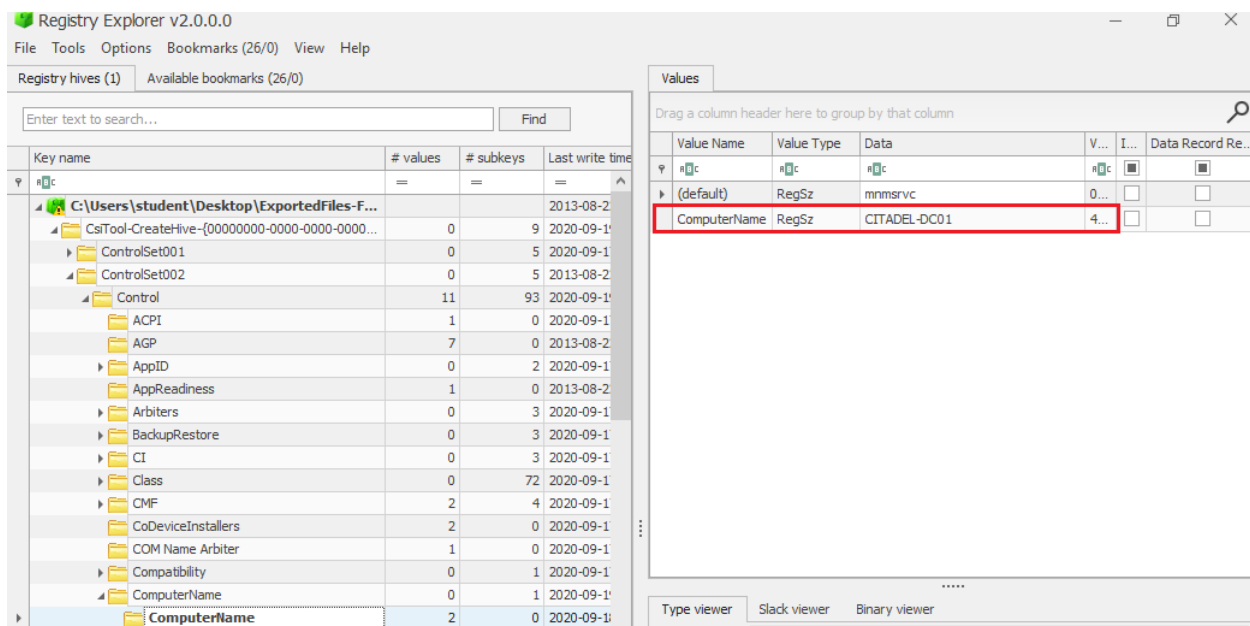 Registry Explorer v2.0.0.0
File Tools Options Bookmarks (26/0) View Help
Registry hives (1) Available bookmarks (26/0)
Enter text to search... Find
Key name # values # subkeys Last write time
= = =
C:\Users\student\Desktop\ExportedFiles-F... 2013-08-2
CsiTool-CreateHive-{00000000-0000-0000-0000... 0 9 2020-09-1
ControlSet001 0 5 2020-09-1
ControlSet002 0 5 2013-08-2
Control 11 93 2020-09-1
ACPI 1 0 2020-09-1
AGP 7 0 2013-08-2
AppID 0 2 2020-09-1
AppReadiness 1 0 2013-08-2
Arbiters 0 3 2020-09-1
BackupRestore 0 3 2020-09-1
CI 0 3 2020-09-1
Class 0 72 2020-09-1
CMF 2 4 2020-09-1
CoDeviceInstallers 2 0 2020-09-1
COM Name Arbiter 1 0 2020-09-1
Compatibility 0 1 2020-09-1
ComputerName 0 1 2020-09-1
ComputerName 2 0 2020-09-1
Values
Drag a column header here to group by that column
Value Name Value Type Data V... I... Data Record Re...
(default) RegSz mnmsrvc 0...
ComputerName RegSz CITADEL-DC01 4...
Type viewer Slack viewer Binary viewer